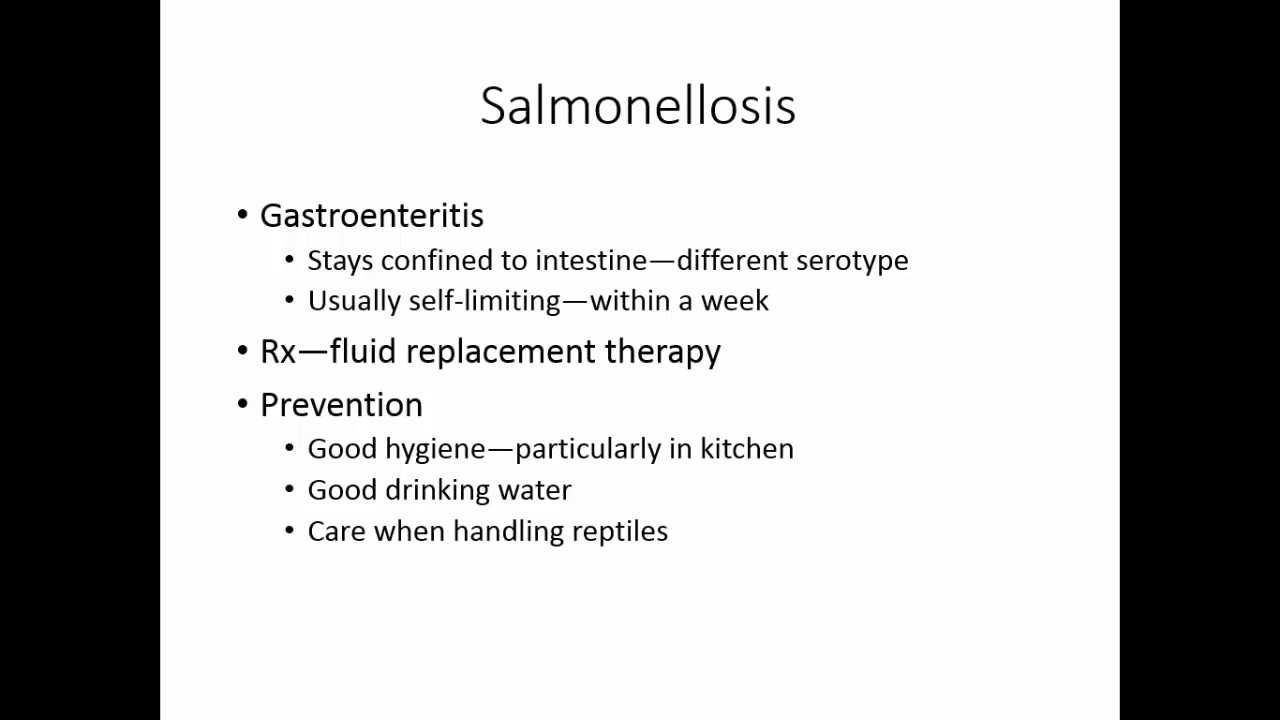 Salmonellosis
• Gastroenteritis
• Stays confined to intestine—different serotype
• Usually self-limiting—within a week
• Rx—fluid replacement therapy
• Prevention
• Good hygiene—particularly in kitchen
• Good drinking water
• Care when handling reptiles